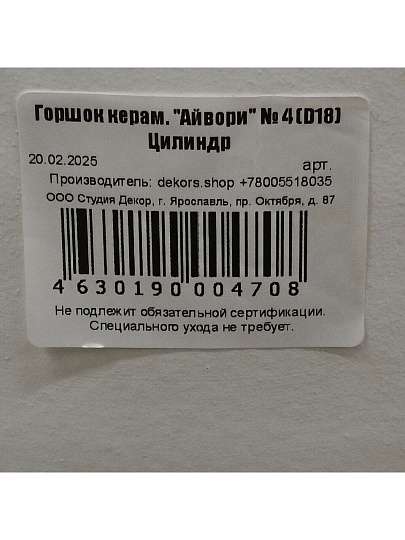 Горшок керам. "Айвори" № 4(D18)
Цилиндр
20.02.2025 арт.
Производитель: dekors.shop +78005518035
ООО Студия Декор, г. Ярославль, пр. Октября, д. 87
4 630190 004708
Не подлежит обязательной сертификации.
Специального ухода не требует.